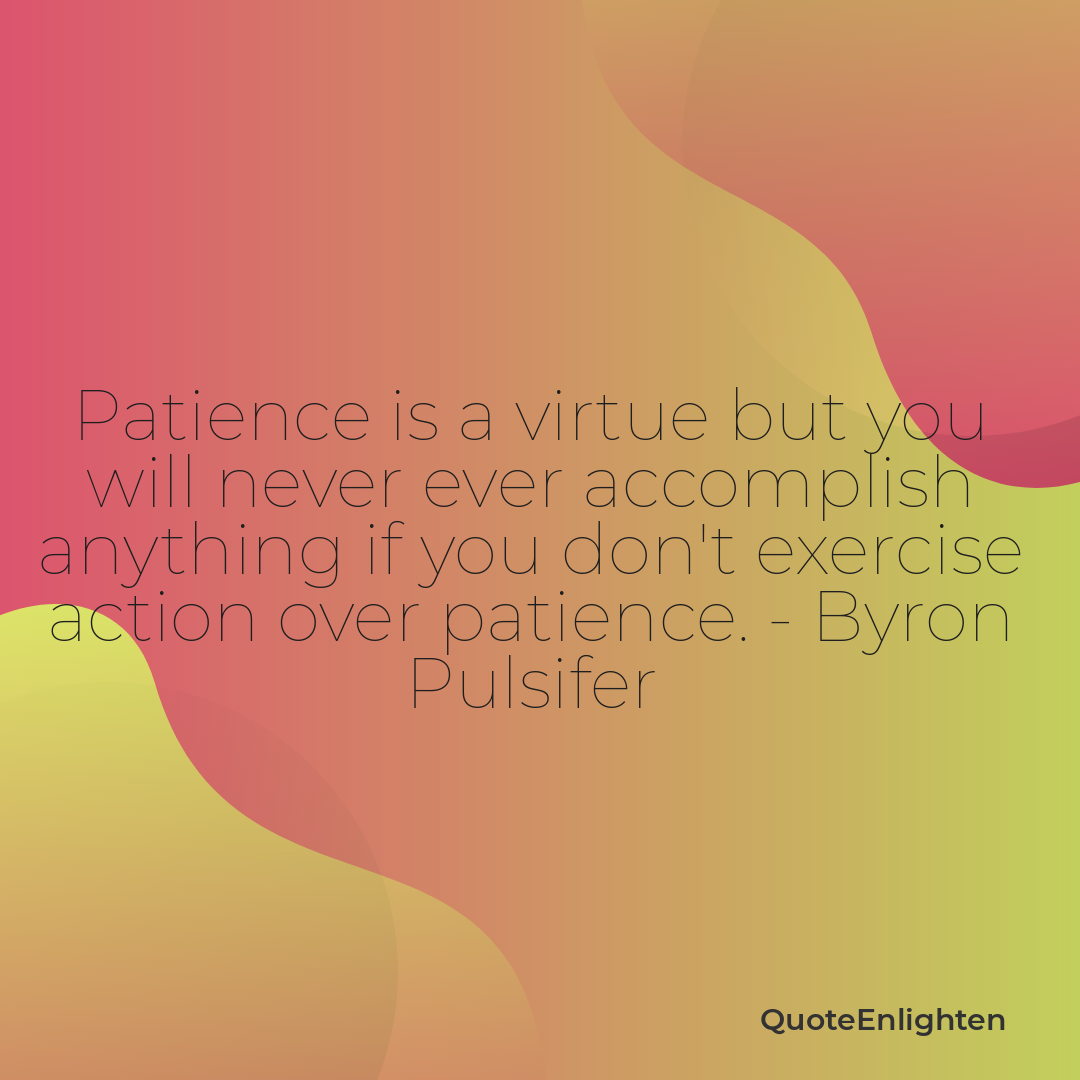 Patience is a virtue but you
will never ever accomplish
anything if you don't exercise
action over patience. - Byron
Pulsifer
QuoteEnlighten